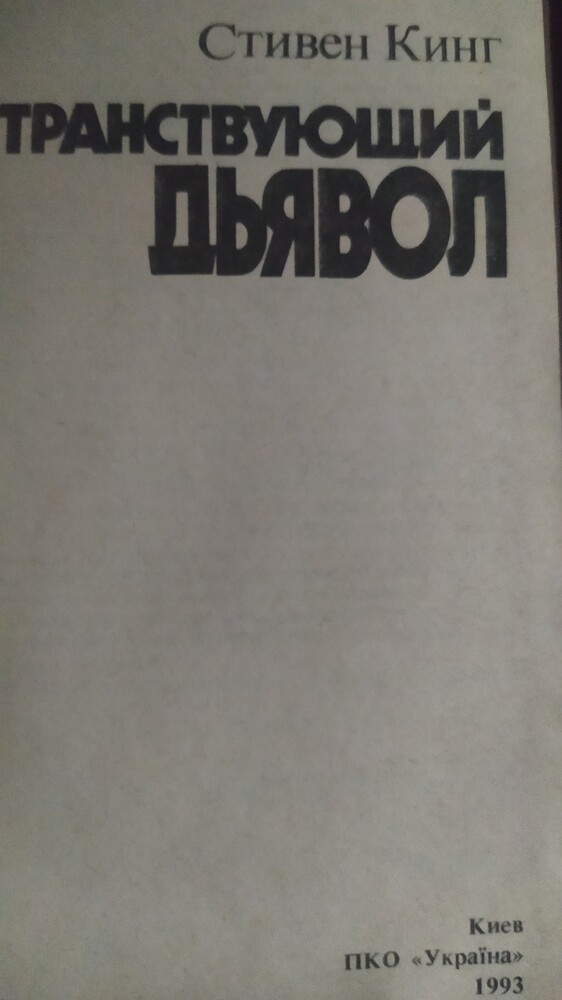 Стивен Кинг
ТРАНСТВУЮЩИЙ
ДЬЯВОЛ
Киев
ПКО «Україна»
1993